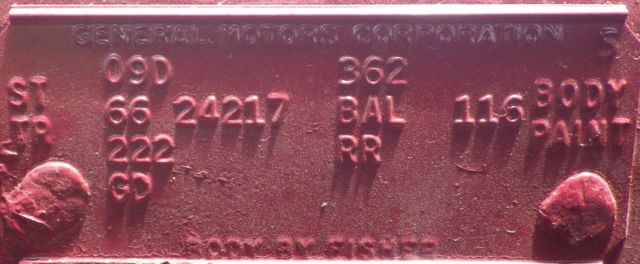 GENERAL MOTORS CORPORATION S
09D 362
ST 66 24217 BAL 116 BODY
TR 222 RR PAINT
GD
BODY BY FISHER